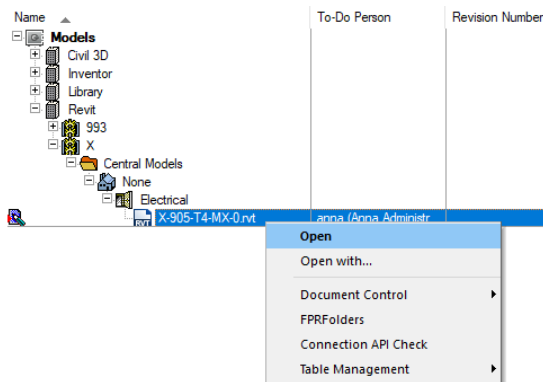 Name To-Do Person Revision Number
Models
Civil 3D
Inventor
Library
Revit
993
X
Central Models
None
Electrical
RVT X-905-T4-MX-0.rvt anna (Anna Administr
Open
Open with...
Document Control
FPRFolders
Connection API Check
Table Management